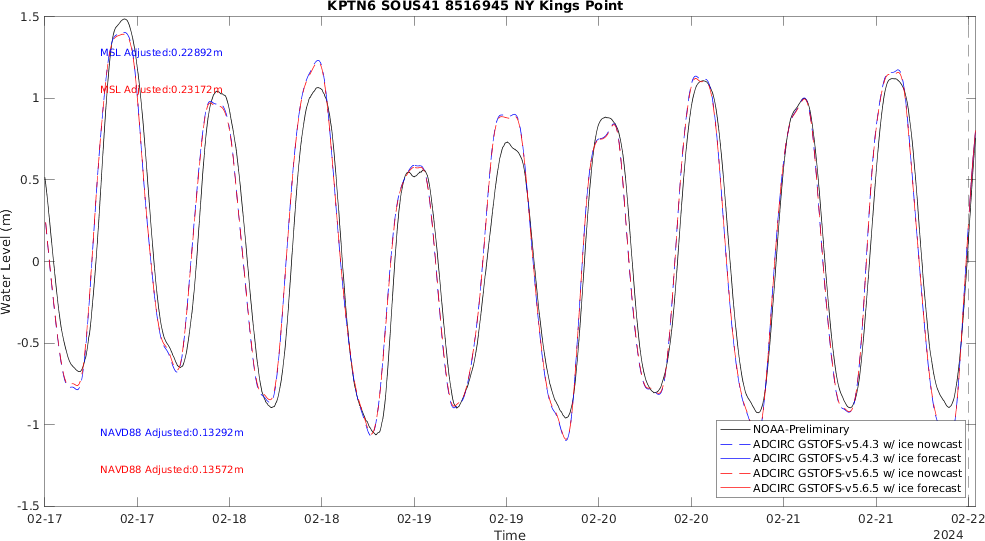 KPTN6 SOUS41 8516945 NY Kings Point
1.5
1
0.5
0
-0.5
-1
-1.5
Water Level (m)
MSL Adjusted:0.22892m
MSL Adjusted:0.23172m
NAVD88 Adjusted:0.13292m
NAVD88 Adjusted:0.13572m
NOAA-Preliminary
ADCIRC GSTOFS-v5.4.3 w/ ice nowcast
ADCIRC GSTOFS-v5.4.3 w/ ice forecast
ADCIRC GSTOFS-v5.6.5 w/ ice nowcast
ADCIRC GSTOFS-v5.6.5 w/ ice forecast
02-17 02-17 02-18 02-18 02-19 02-19 02-20 02-20 02-21 02-21 02-22
Time
2024